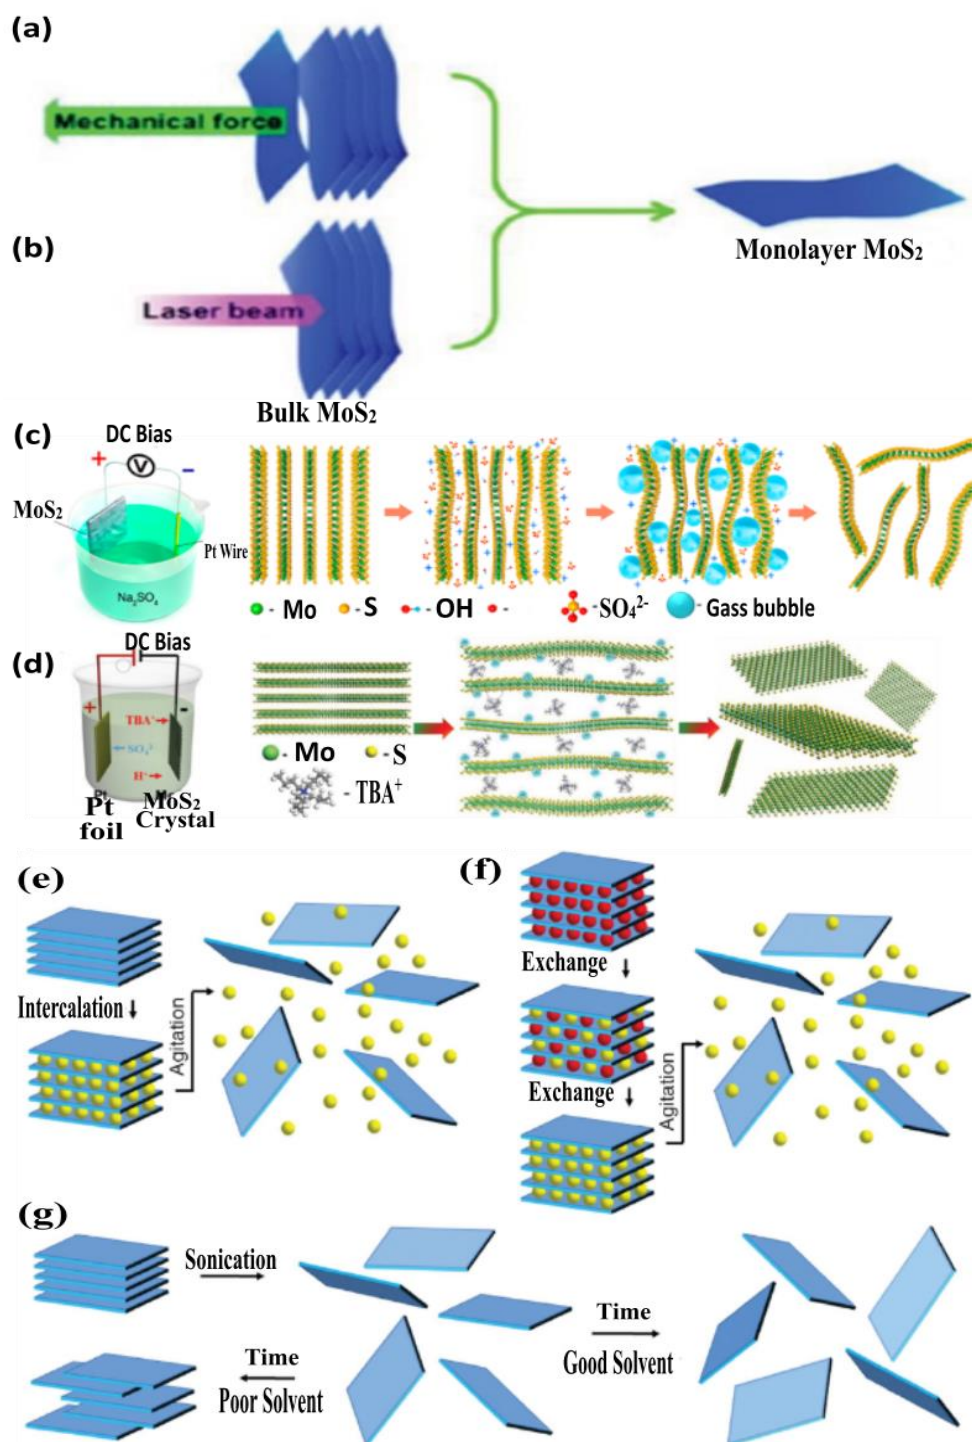 (a)
Mechanical force
(b)
Laser beam
Monolayer MoS₂
Bulk MoS₂
(c)
DC Bias
+
V
-
MoS₂
Pt Wire
Na₂SO₄
- Mo
- S
- OH
-
-SO₄²⁻
- Gass bubble
(d)
DC Bias
+
-
TBA⁺
SO₄²⁻
H⁺
Pt
foil
MoS₂
Crystal
- Mo
- S
- TBA⁺
(e)
Intercalation
Agitation
(f)
Exchange
Exchange
Agitation
(g)
Sonication
Time
Poor Solvent
Time
Good Solvent